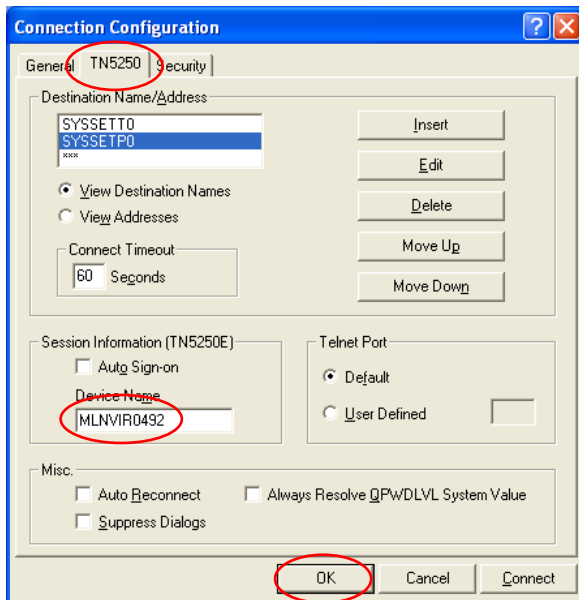 Connection Configuration
General TN5250 Security
Destination Name/Address
SYSSETT0
SYSSETP0
***
View Destination Names
View Addresses
Connect Timeout
60 Seconds
Insert
Edit
Delete
Move Up
Move Down
Session Information (TN5250E)
Auto Sign-on
Device Name
MLNVIR0492
Telnet Port
Default
User Defined
Misc.
Auto Reconnect Always Resolve QPWDLVL System Value
Suppress Dialogs
OK Cancel Connect